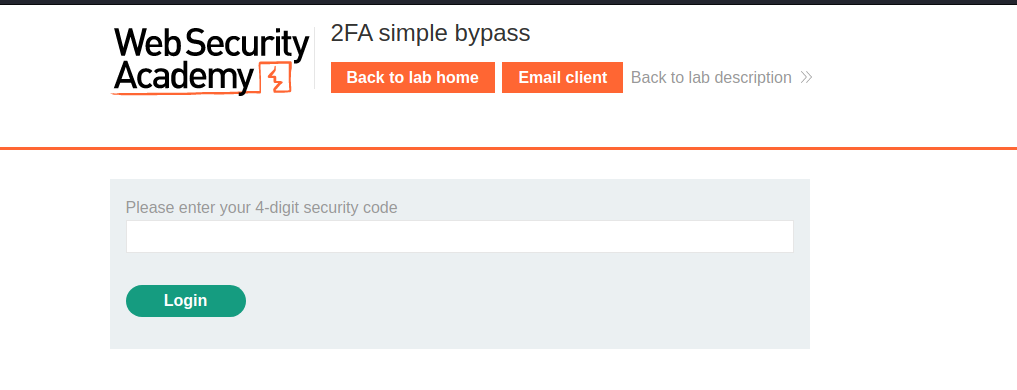 Web Security
Academy
2FA simple bypass
Back to lab home Email client Back to lab description
Please enter your 4-digit security code
Login